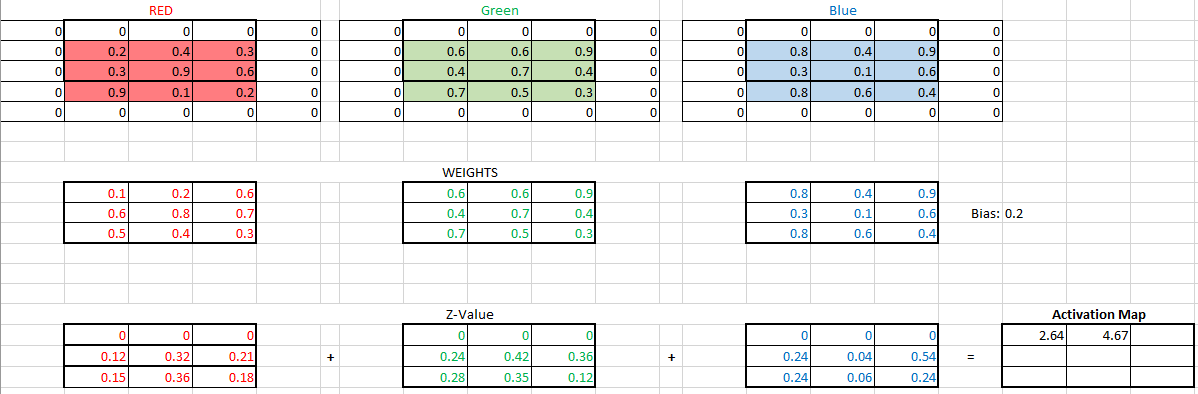 RED Green Blue
0 0 0 0 0 0 0 0 0 0 0 0 0 0 0
0 0.2 0.4 0.3 0 0 0.6 0.6 0.9 0 0 0.8 0.4 0.9 0
0 0.3 0.9 0.6 0 0 0.4 0.7 0.4 0 0 0.3 0.1 0.6 0
0 0.9 0.1 0.2 0 0 0.7 0.5 0.3 0 0 0.8 0.6 0.4 0
0 0 0 0 0 0 0 0 0 0 0 0 0 0 0
WEIGHTS
0.1 0.2 0.6 0.6 0.6 0.9 0.8 0.4 0.9
0.6 0.8 0.7 0.4 0.7 0.4 0.3 0.1 0.6 Bias: 0.2
0.5 0.4 0.3 0.7 0.5 0.3 0.8 0.6 0.4
Z-Value Activation Map
0 0 0 0 0 0 0 0 0 2.64 4.67
0.12 0.32 0.21 + 0.24 0.42 0.36 + 0.24 0.04 0.54 =
0.15 0.36 0.18 0.28 0.35 0.12 0.24 0.06 0.24